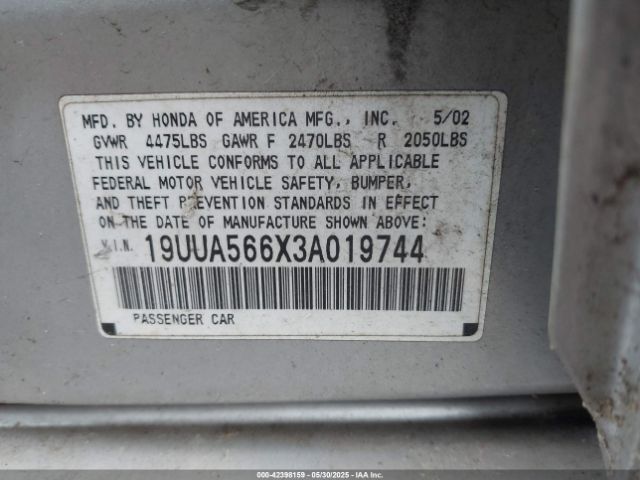 MFD. BY HONDA OF AMERICA MFG., INC. 5/02
GVWR 4475LBS GAWR F 2470LBS R 2050LBS
THIS VEHICLE CONFORMS TO ALL APPLICABLE
FEDERAL MOTOR VEHICLE SAFETY, BUMPER,
AND THEFT PREVENTION STANDARDS IN EFFECT
ON THE DATE OF MANUFACTURE SHOWN ABOVE:
V.I.N. 19UUA566X3A019744
PASSENGER CAR
000-42398159 - 05/30/2025 - IAA Inc.